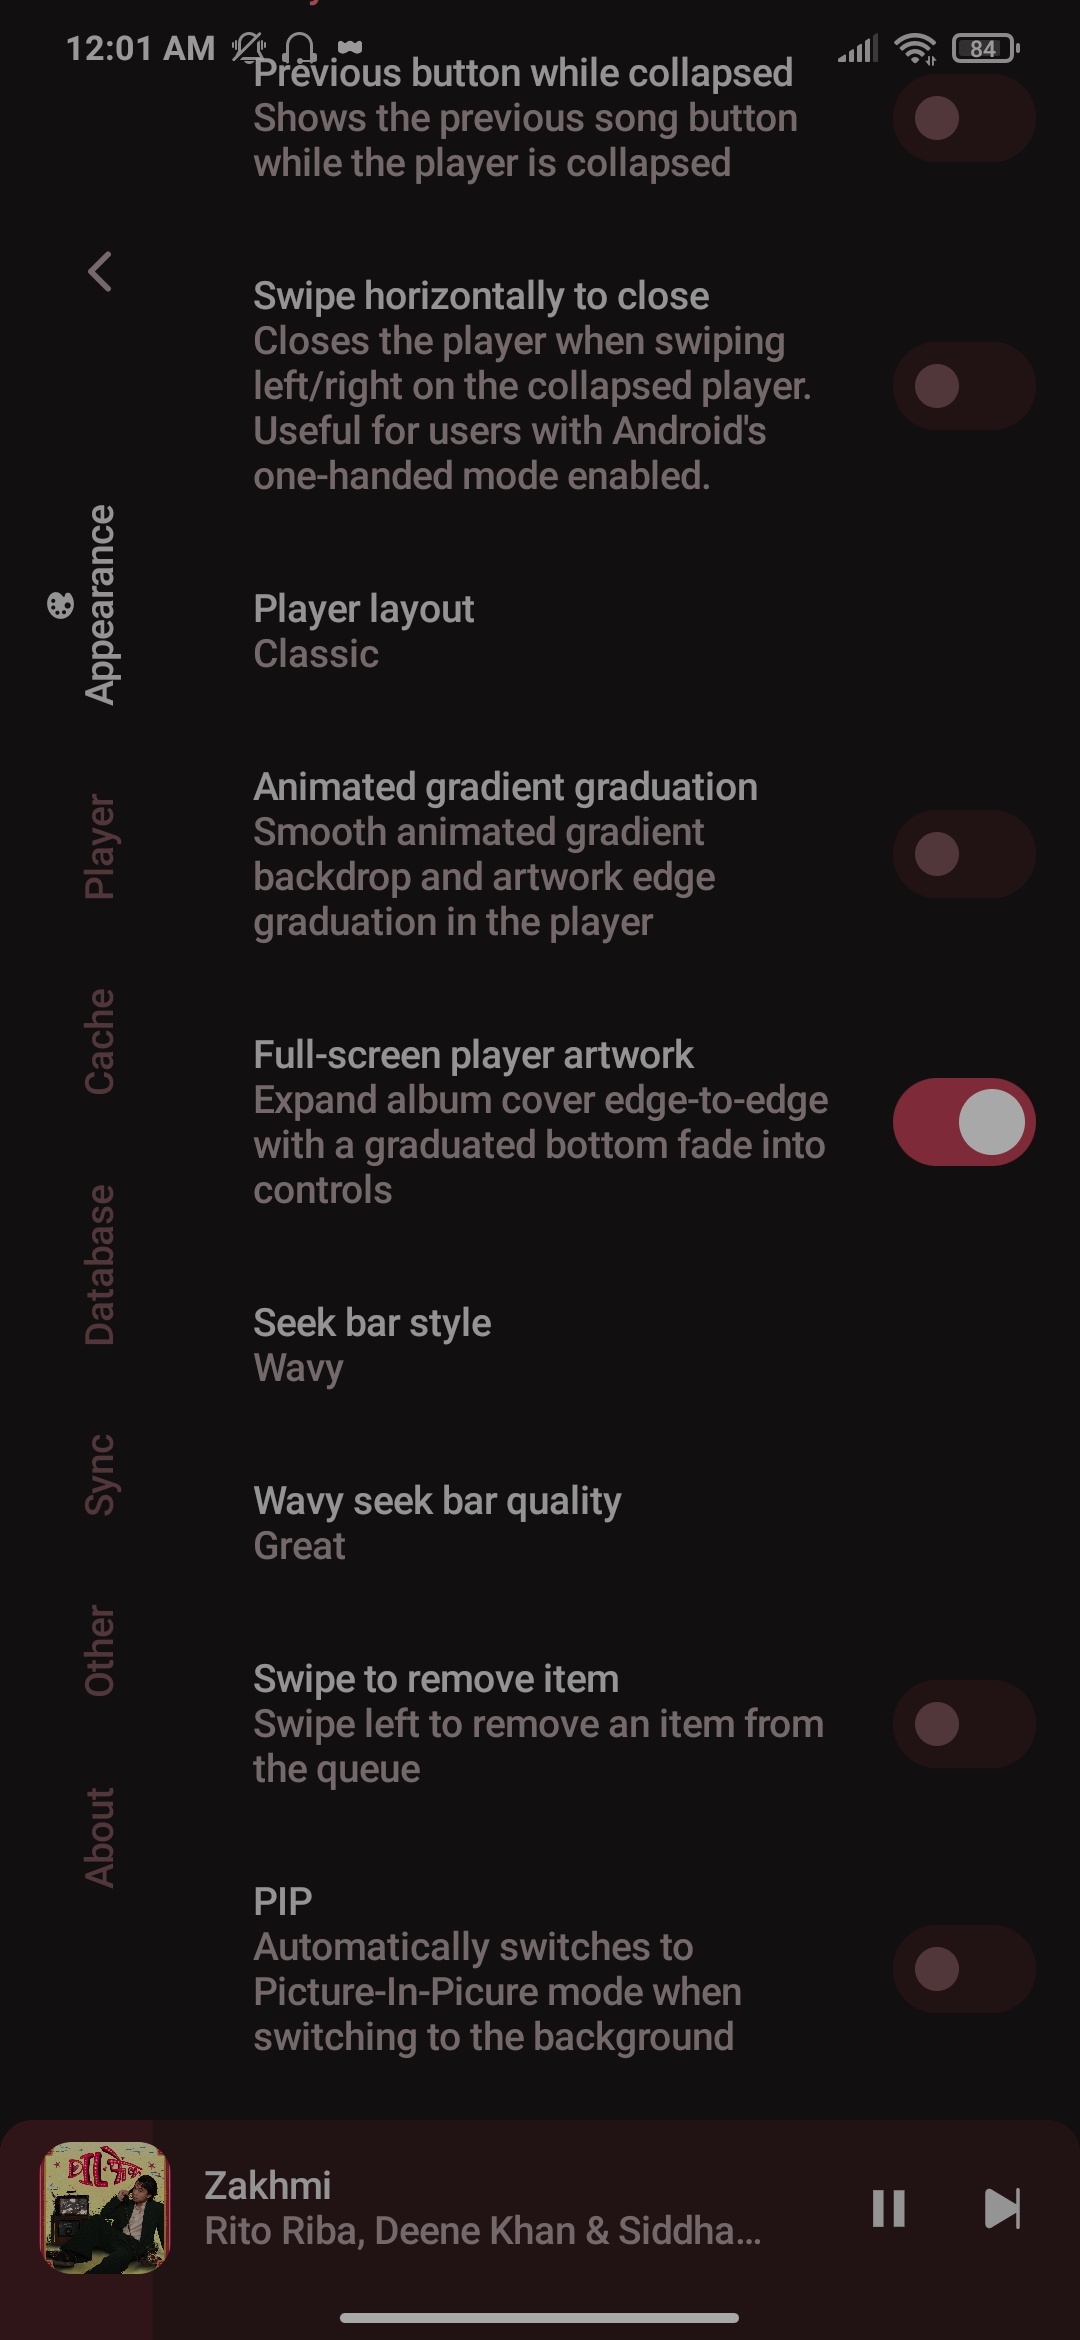 12:01 AM
84
Previous button while collapsed
Shows the previous song button
while the player is collapsed
Swipe horizontally to close
Closes the player when swiping
left/right on the collapsed player.
Useful for users with Android's
one-handed mode enabled.
Appearance
Player layout
Classic
Player
Animated gradient graduation
Smooth animated gradient
backdrop and artwork edge
graduation in the player
Cache
Full-screen player artwork
Expand album cover edge-to-edge
with a graduated bottom fade into
controls
Database
Seek bar style
Wavy
Sync
Wavy seek bar quality
Great
Other
Swipe to remove item
Swipe left to remove an item from
the queue
About
PIP
Automatically switches to
Picture-In-Picure mode when
switching to the background
Zakhmi
Rito Riba, Deene Khan & Siddha...